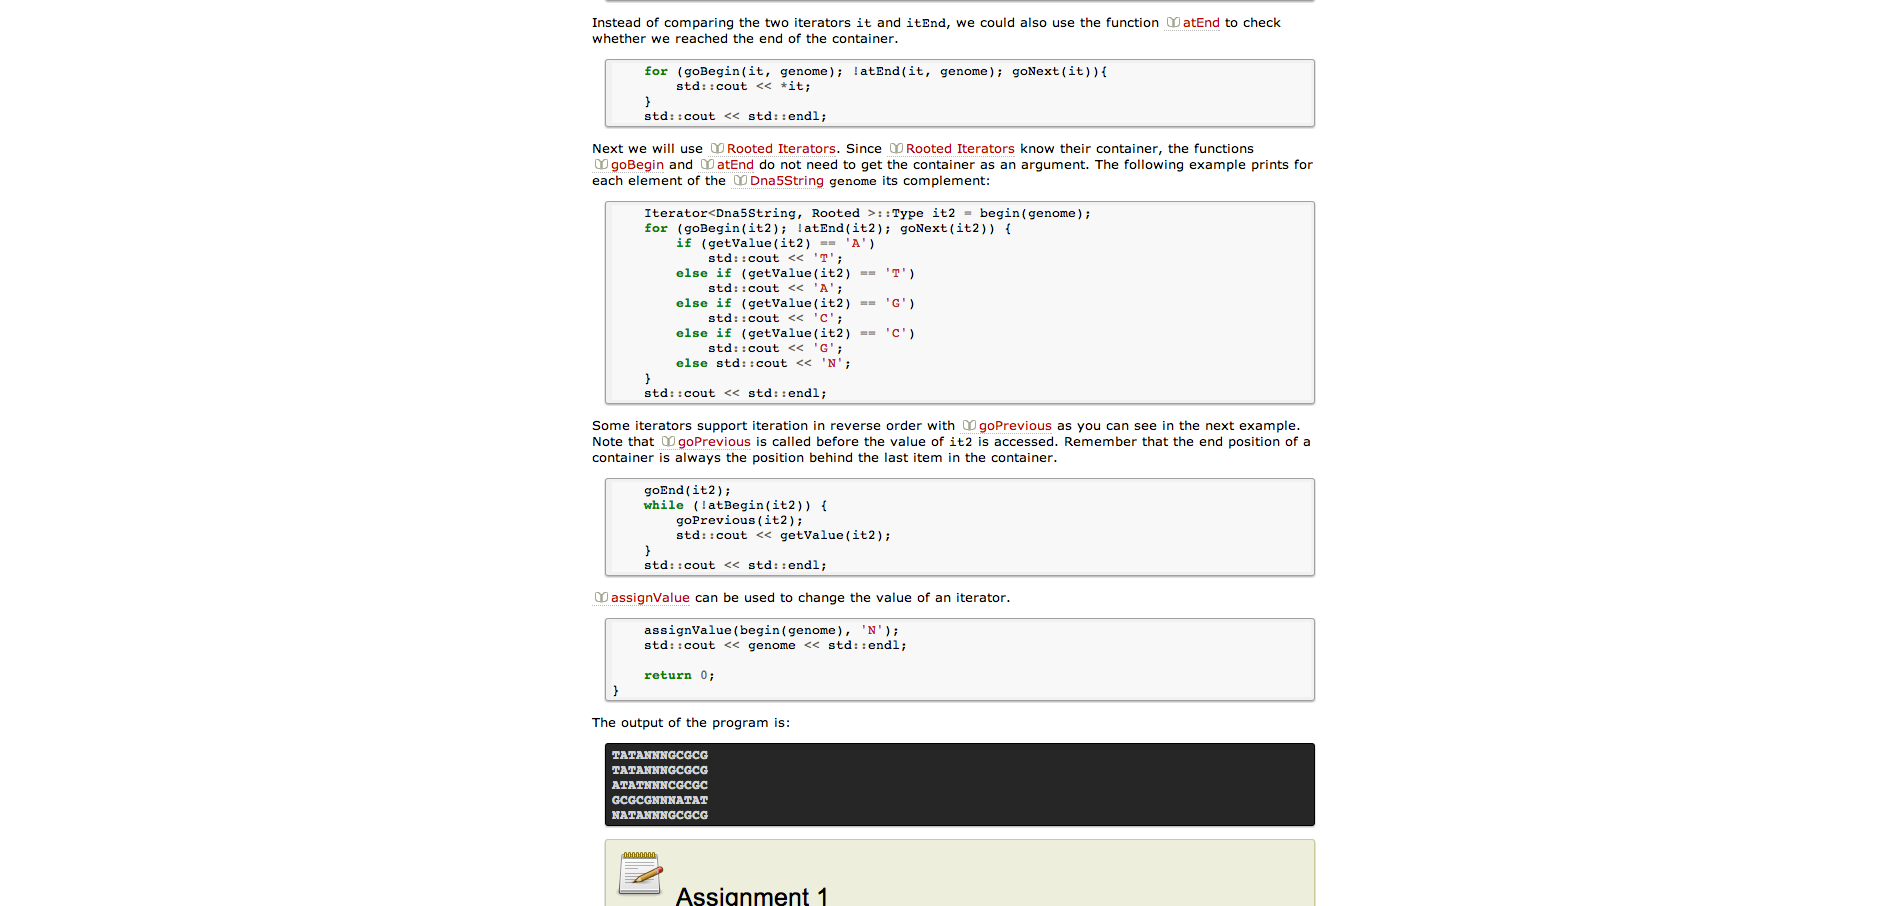 Instead of comparing the two iterators it and itEnd, we could also use the function atEnd to check
whether we reached the end of the container.
for (goBegin(it, genome); !atEnd(it, genome); goNext(it)){
std::cout << *it;
}
std::cout << std::endl;
Next we will use Rooted Iterators. Since Rooted Iterators know their container, the functions
goBegin and atEnd do not need to get the container as an argument. The following example prints for
each element of the Dna5String genome its complement:
Iterator<Dna5String, Rooted >::Type it2 = begin(genome);
for (goBegin(it2); !atEnd(it2); goNext(it2)) {
if (getValue(it2) == 'A')
std::cout << 'T';
else if (getValue(it2) == 'T')
std::cout << 'A';
else if (getValue(it2) == 'G')
std::cout << 'C';
else if (getValue(it2) == 'C')
std::cout << 'G';
else std::cout << 'N';
}
std::cout << std::endl;
Some iterators support iteration in reverse order with goPrevious as you can see in the next example.
Note that goPrevious is called before the value of it2 is accessed. Remember that the end position of a
container is always the position behind the last item in the container.
goEnd(it2);
while (!atBegin(it2)) {
goPrevious(it2);
std::cout << getValue(it2);
}
std::cout << std::endl;
assignValue can be used to change the value of an iterator.
assignValue(begin(genome), 'N');
std::cout << genome << std::endl;
return 0;
}
The output of the program is:
TATANNNGCGCG
TATANNNGCGCG
ATATNNNCGCGC
GCGCGNNNATAT
NATANNNGCGCG
Assignment 1